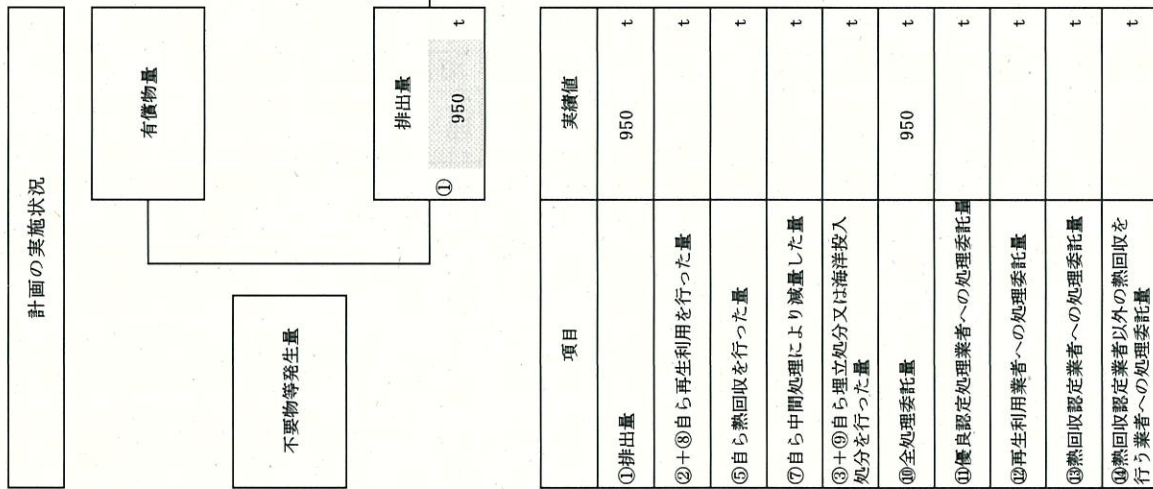 計画の実施状況
不要物等発生量
有償物量
排出量
① 950 t
項目 実績値
①排出量 950 t
②+⑧自ら再生利用を行った量 t
⑤自ら熱回収を行った量 t
⑦自ら中間処理により減量した量 t
③+⑨自ら埋立処分又は海洋投入
処分を行った量 t
⑩全処理委託量 950 t
⑪優良認定処理業者への処理委託量 t
⑫再生利用業者への処理委託量 t
⑬熱回収認定業者への処理委託量 t
⑭熱回収認定業者以外の熱回収を
行う業者への処理委託量 t